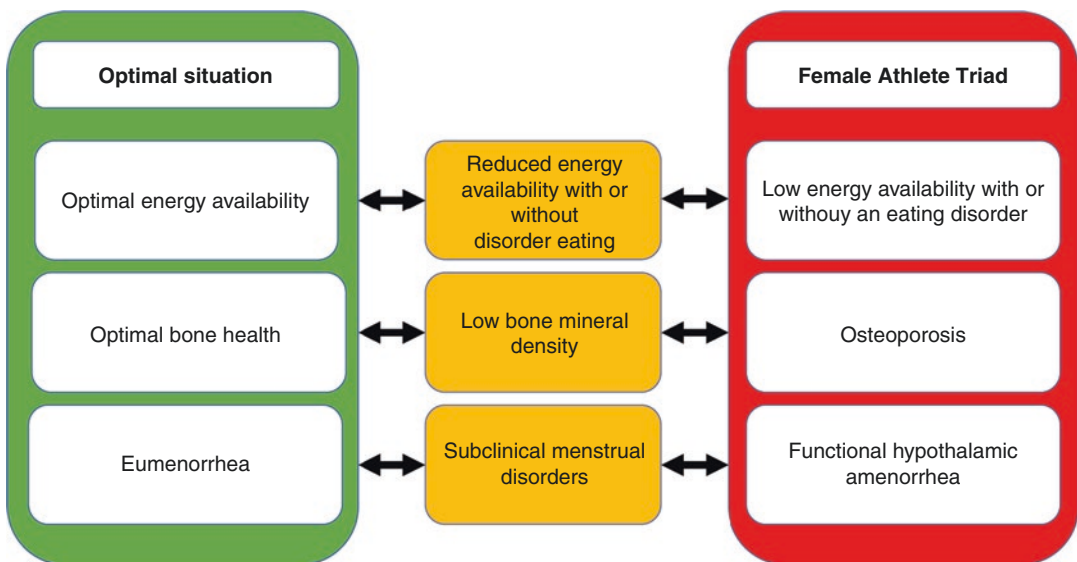 Optimal situation
Female Athlete Triad
Optimal energy availability
Reduced energy
availability with or
without
disorder eating
Low energy availability with or
withouy an eating disorder
Optimal bone health
Low bone mineral
density
Osteoporosis
Eumenorrhea
Subclinical menstrual
disorders
Functional hypothalamic
amenorrhea